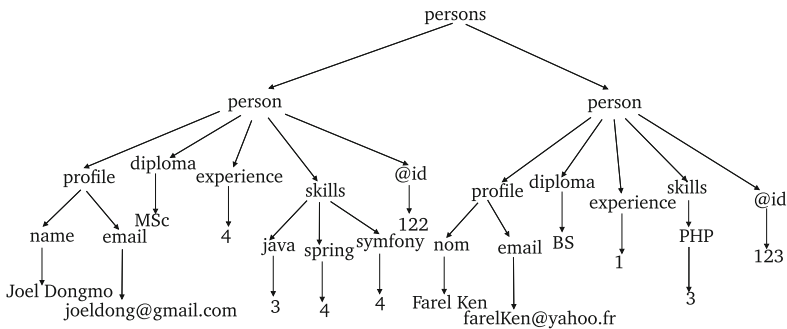 persons
person person
profile diploma experience skills @id profile diploma experience skills @id
name email MSc 4 java spring symfony 122 nom email BS 1 PHP 123
Joel Dongmo joeldong@gmail.com 3 4 4 Farel Ken farelKen@yahoo.fr 3